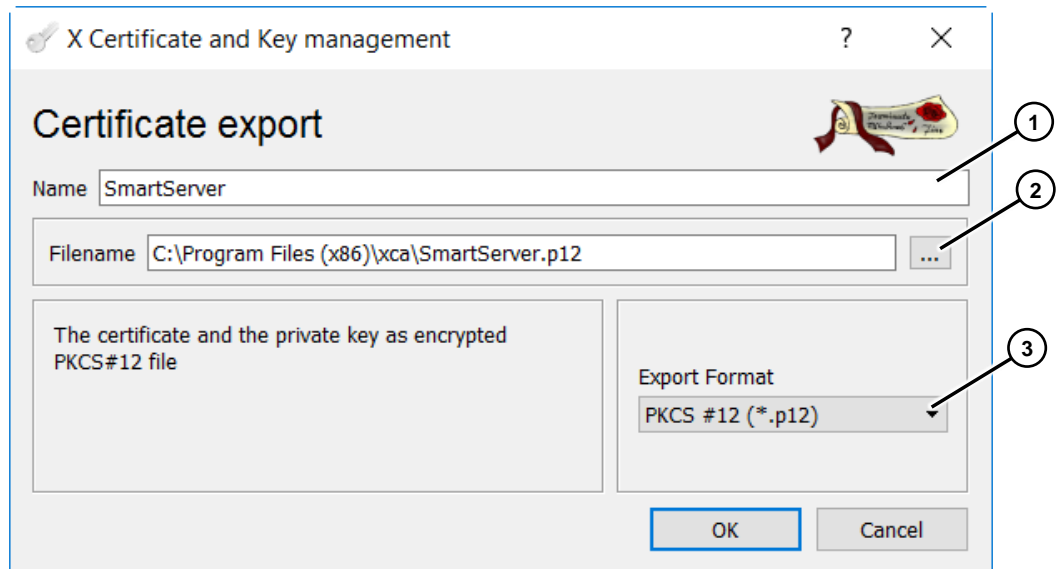 X Certificate and Key management
?
Certificate export
1
Name SmartServer
2
Filename C:\Program Files (x86)\xca\SmartServer.p12
...
The certificate and the private key as encrypted
PKCS#12 file
3
Export Format
PKCS #12 (*.p12)
OK
Cancel